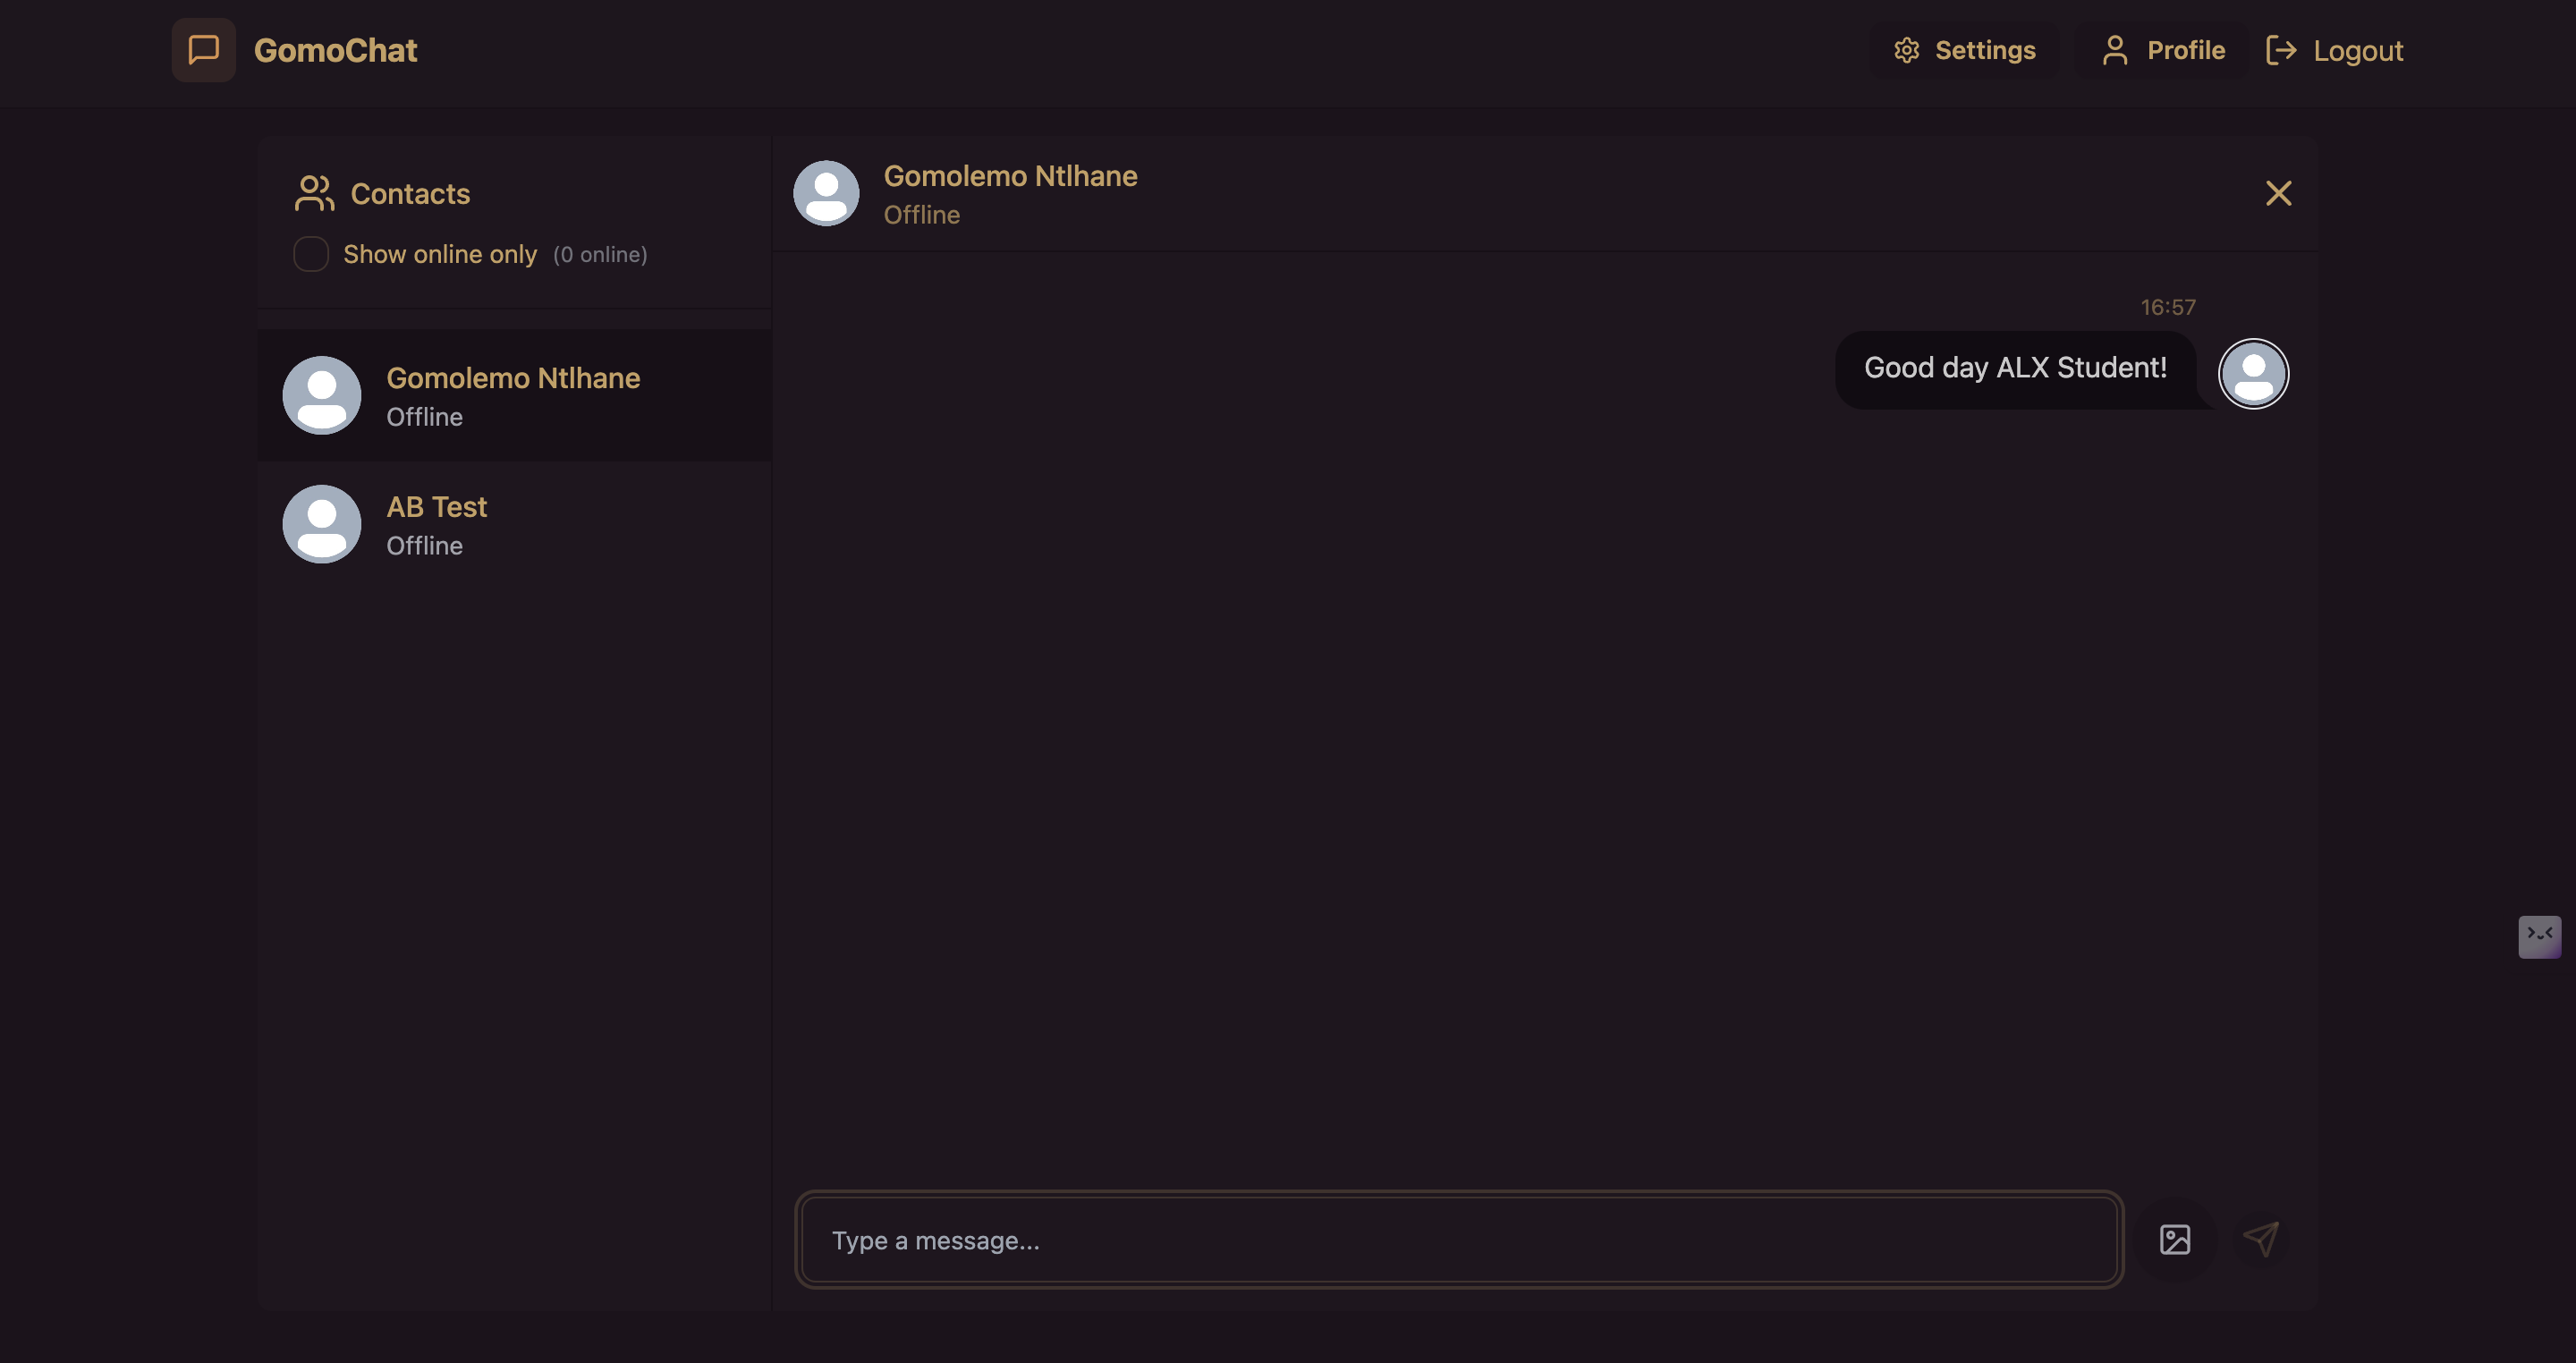 GomoChat
Settings
Profile
Logout
Contacts
Show online only (0 online)
Gomolemo Ntlhane
Offline
AB Test
Offline
Gomolemo Ntlhane
Offline
16:57
Good day ALX Student!
Type a message...